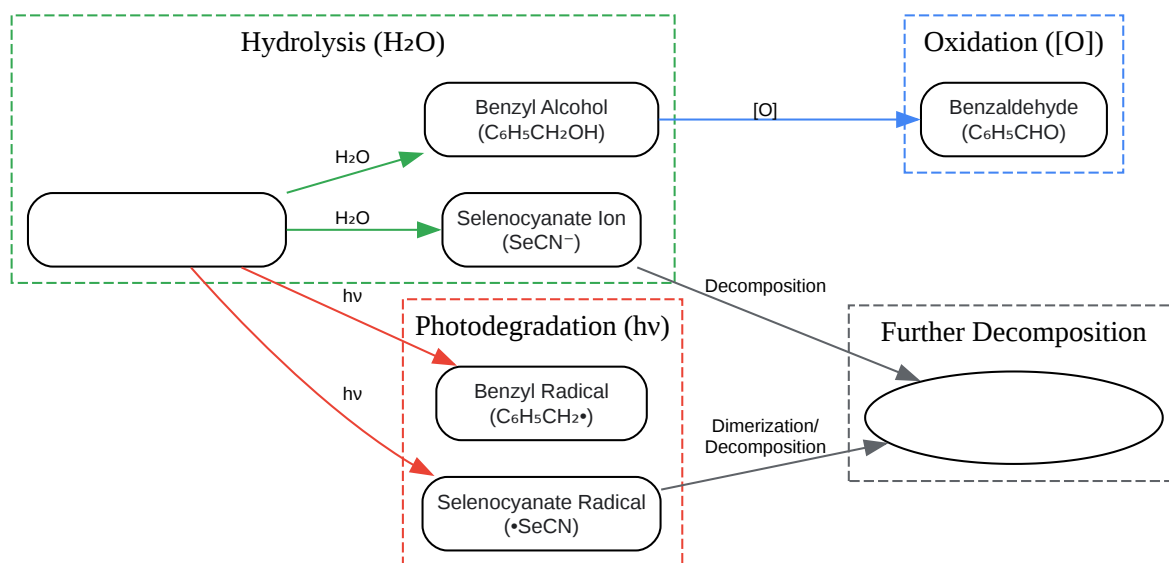 Hydrolysis (H₂O)
Oxidation ([O])
Benzyl Alcohol
(C₆H₅CH₂OH)
[O]
Benzaldehyde
(C₆H₅CHO)
H₂O
H₂O
Selenocyanate Ion
(SeCN⁻)
Decomposition
hν
Photodegradation (hν)
Further Decomposition
hν
Benzyl Radical
(C₆H₅CH₂•)
Dimerization/
Decomposition
Selenocyanate Radical
(•SeCN)